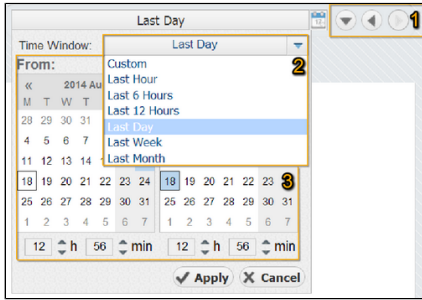 Last Day
1
Time Window: Last Day
2
From: Custom
Last Hour
Last 6 Hours
Last 12 Hours
Last Day
Last Week
Last Month
« 2014 Au
M T W T
28 29 30 31
4 5 6 7
11 12 13 14
18 19 20 21 22 23 24 18 19 20 21 22 23 3
25 26 27 28 29 30 31 25 26 27 28 29 30 31
1 2 3 4 5 6 7 1 2 3 4 5 6 7
12 h 56 min 12 h 56 min
Apply Cancel